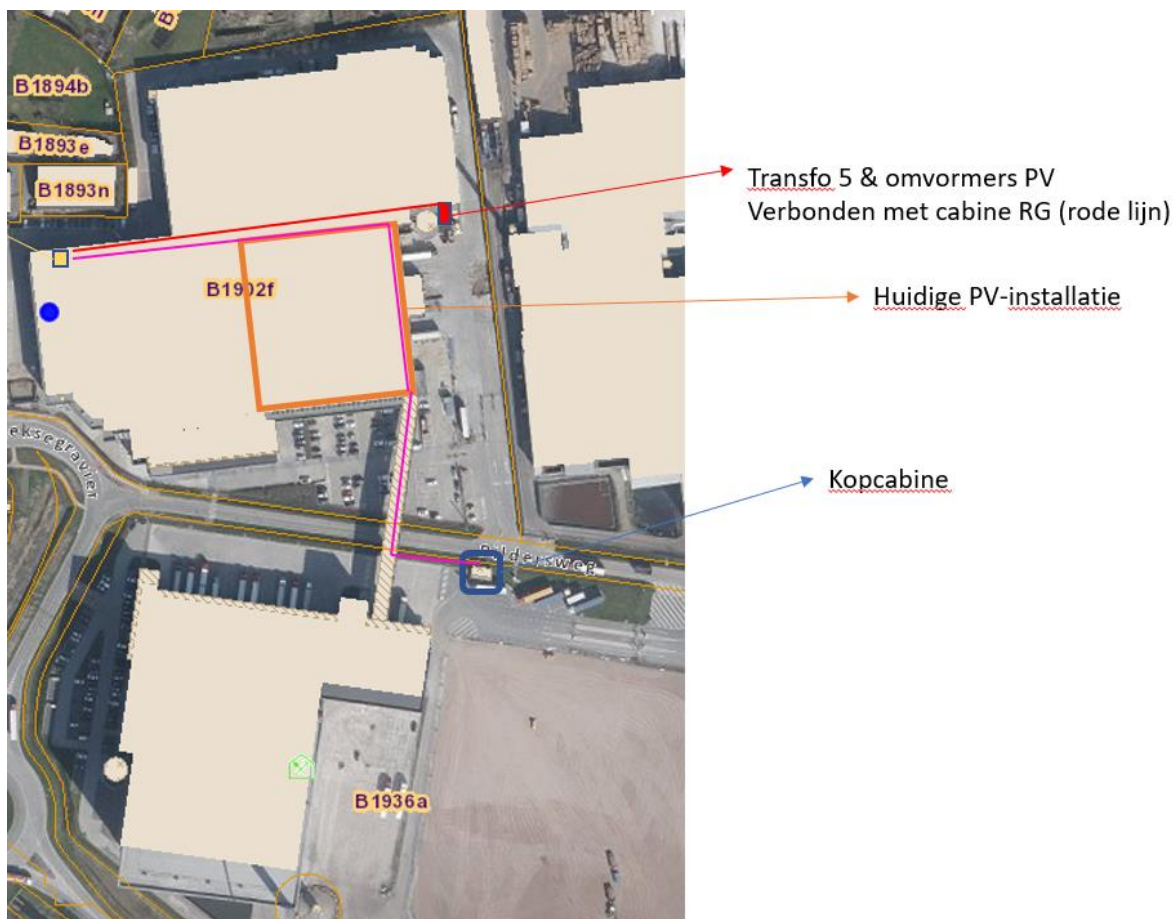 B1894b
B1893e
B1893n
Transfo 5 & omvormers PV
Verbonden met cabine RG (rode lijn)
B1902f
Huidige PV-installatie
eksegravier
Kopcabine
Rildersweg
B1936a